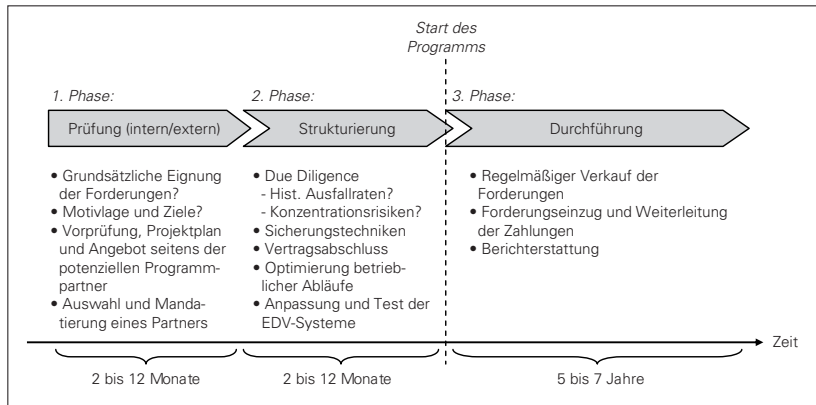 Start des
Programms
1. Phase:
2. Phase:
3. Phase:
Prüfung (intern/extern)
Strukturierung
Durchführung
• Grundsätzliche Eignung
der Forderungen?
• Motivlage und Ziele?
• Vorprüfung, Projektplan
und Angebot seitens der
potenziellen Programm-
partner
• Auswahl und Manda-
tierung eines Partners
• Due Diligence
- Hist. Ausfallraten?
- Konzentrationsrisiken?
• Sicherungstechniken
• Vertragsabschluss
• Optimierung betrieb-
licher Abläufe
• Anpassung und Test der
EDV-Systeme
• Regelmäßiger Verkauf der
Forderungen
• Forderungseinzug und Weiterleitung
der Zahlungen
• Berichterstattung
Zeit
2 bis 12 Monate
2 bis 12 Monate
5 bis 7 Jahre